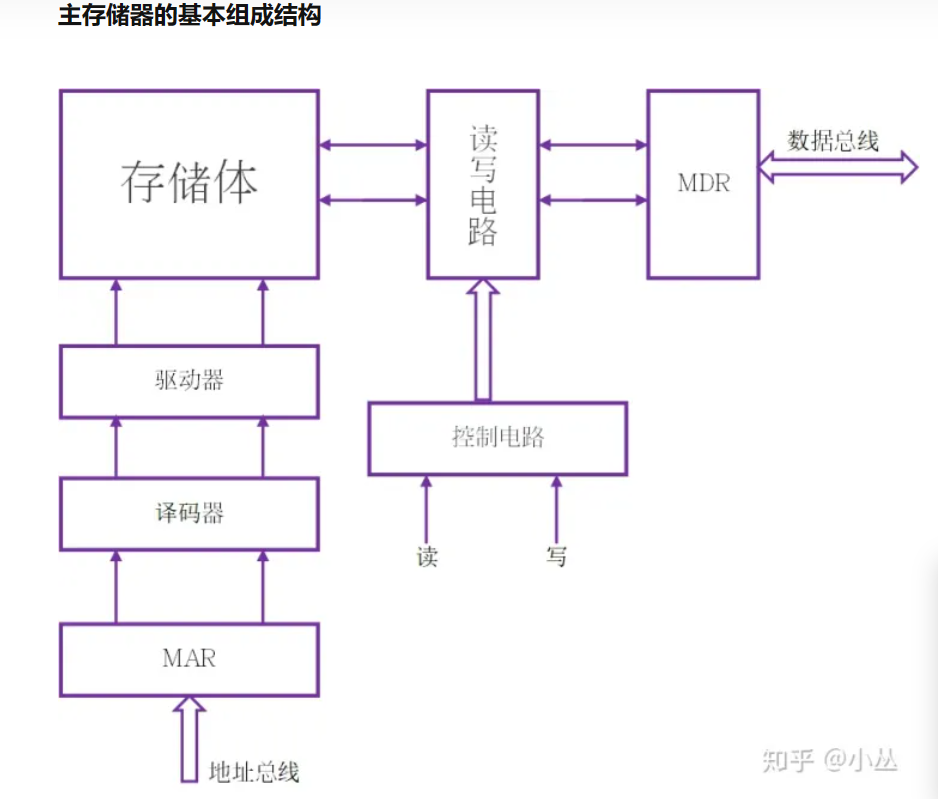 主存储器的基本组成结构
存储体
读写电路
MDR
数据总线
驱动器
控制电路
译码器
读
写
MAR
地址总线
知乎 @小丛